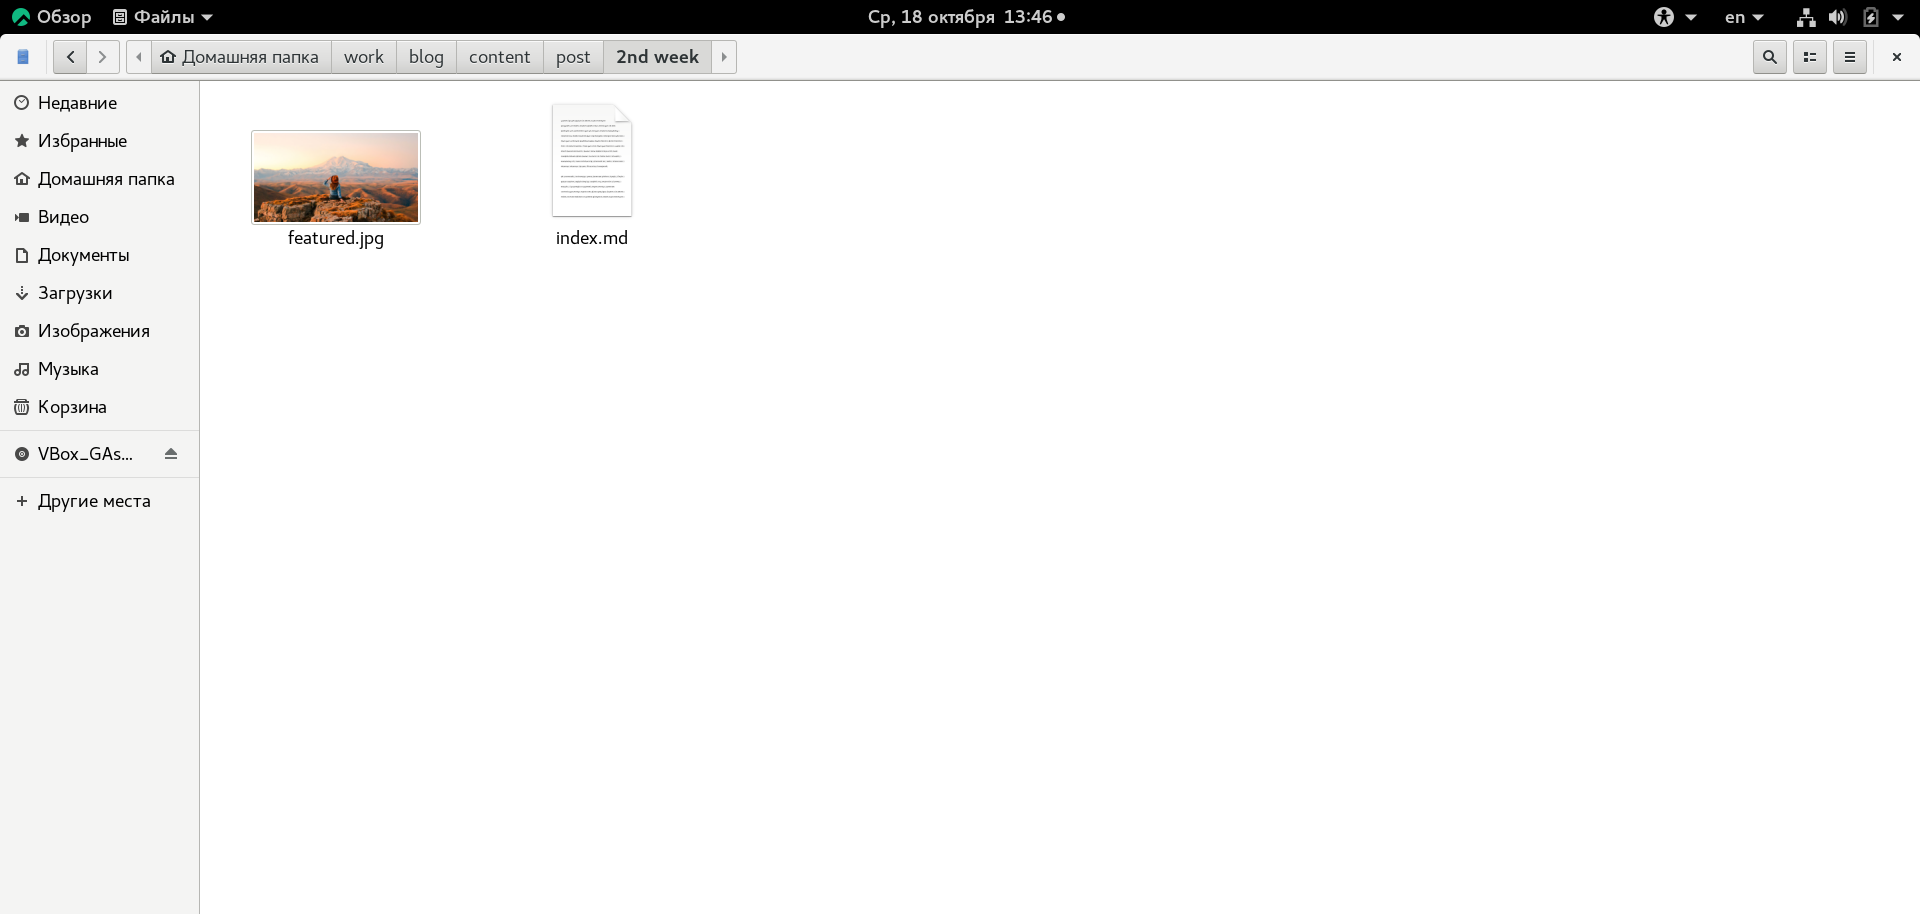 Обзор Файлы Ср, 18 октября 13:46 en
Домашняя папка work blog content post 2nd week
Недавние
Избранные
Домашняя папка
Видео
Документы
Загрузки
Изображения
Музыка
Корзина
VBox_GAs...
Другие места
featured.jpg index.md